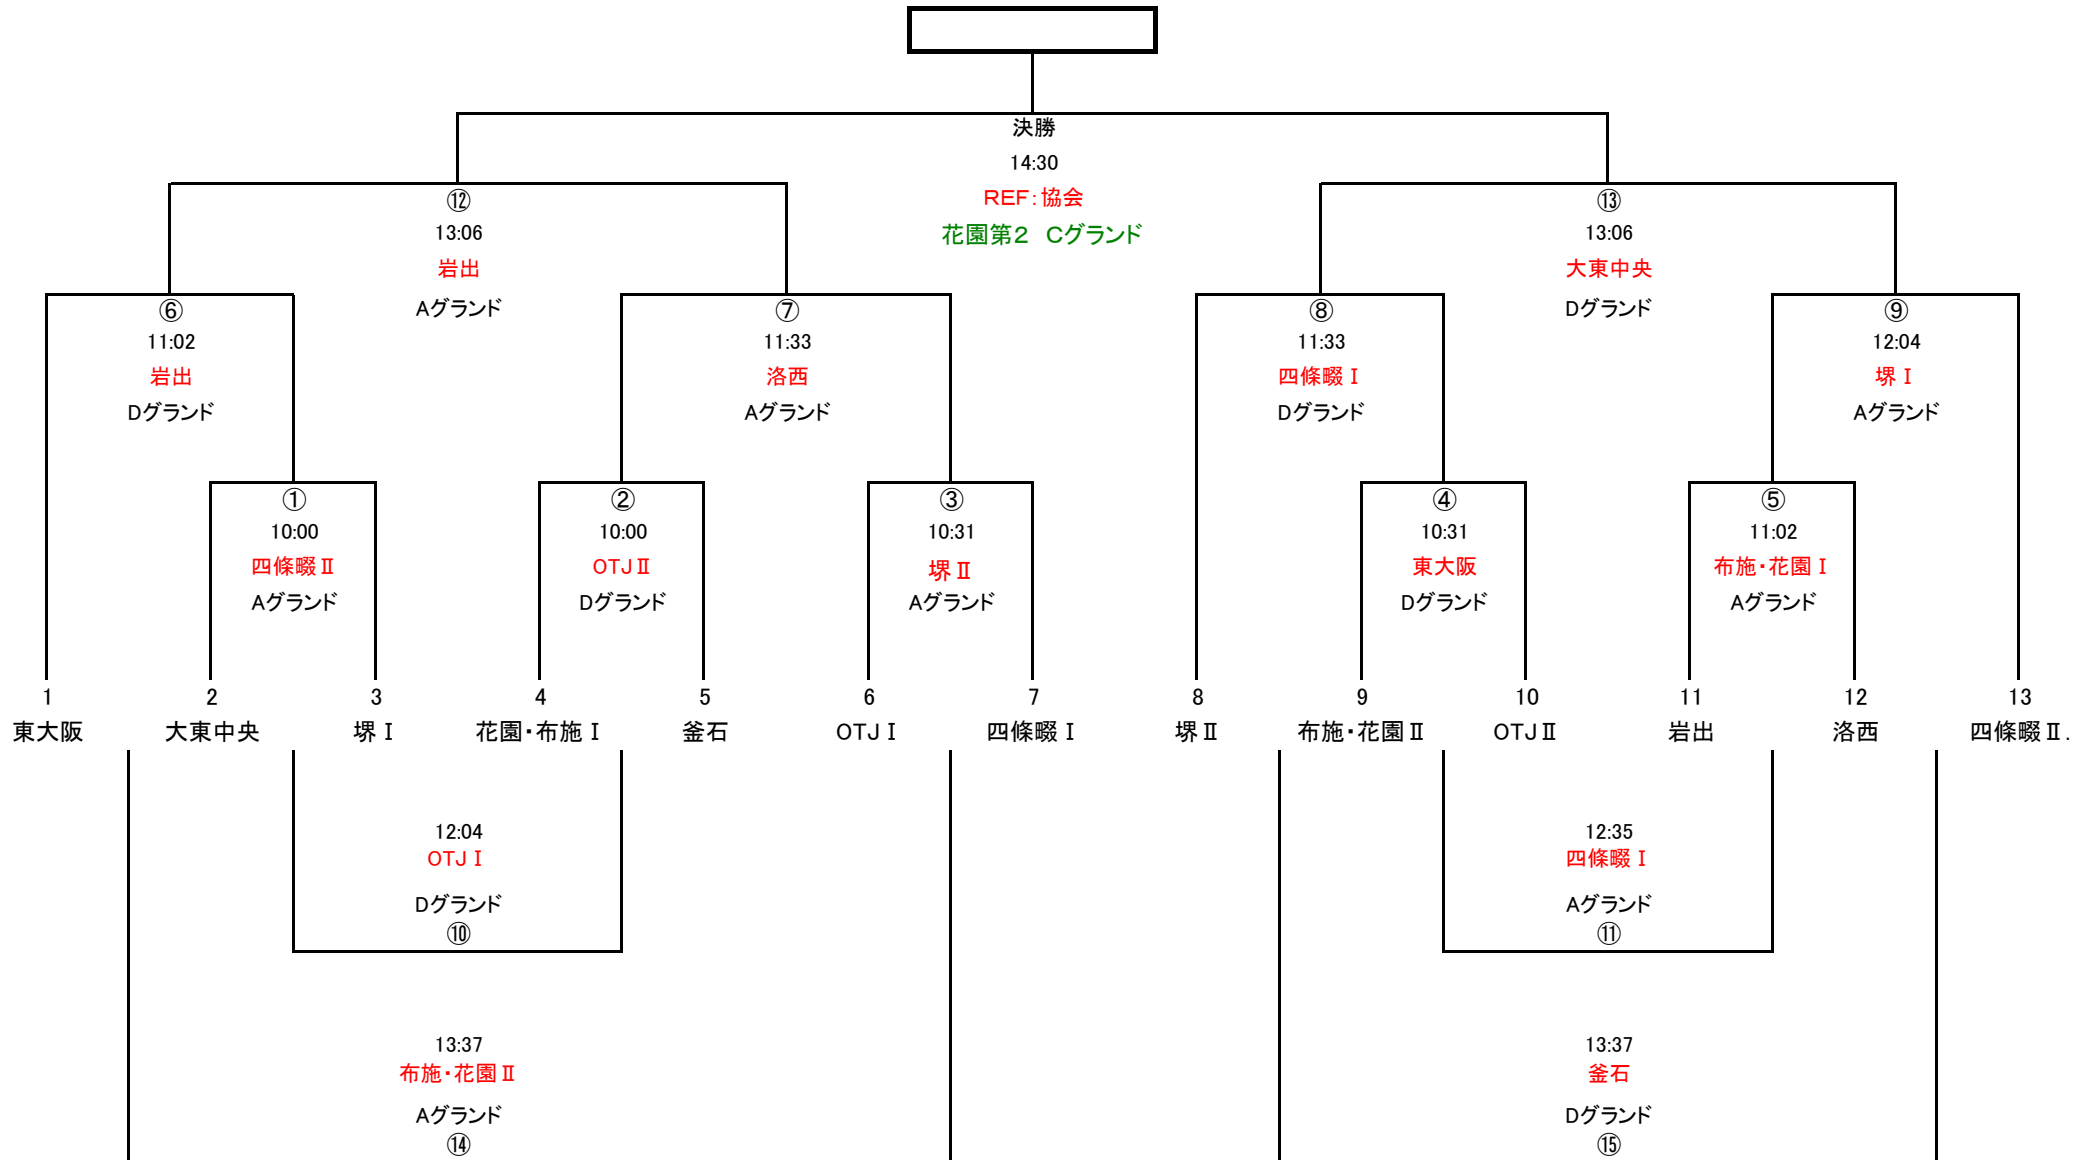 決勝
14:30
REF:協会
花園第2 Cグランド
⑫
13:06
岩出
Aグランド
⑬
13:06
大東中央
Dグランド
⑥
11:02
岩出
Dグランド
⑦
11:33
洛西
Aグランド
⑧
11:33
四條畷Ⅰ
Dグランド
⑨
12:04
堺Ⅰ
Aグランド
①
10:00
四條畷Ⅱ
Aグランド
②
10:00
OTJⅡ
Dグランド
③
10:31
堺Ⅱ
Aグランド
④
10:31
東大阪
Dグランド
⑤
11:02
布施・花園Ⅰ
Aグランド
1 2 3 4 5 6 7 8 9 10 11 12 13
東大阪 大東中央 堺Ⅰ 花園・布施Ⅰ 釜石 OTJⅠ 四條畷Ⅰ 堺Ⅱ 布施・花園Ⅱ OTJⅡ 岩出 洛西 四條畷Ⅱ.
12:04
OTJⅠ
Dグランド
⑩
12:35
四條畷Ⅰ
Aグランド
⑪
13:37
布施・花園Ⅱ
Aグランド
⑭
13:37
釜石
Dグランド
⑮